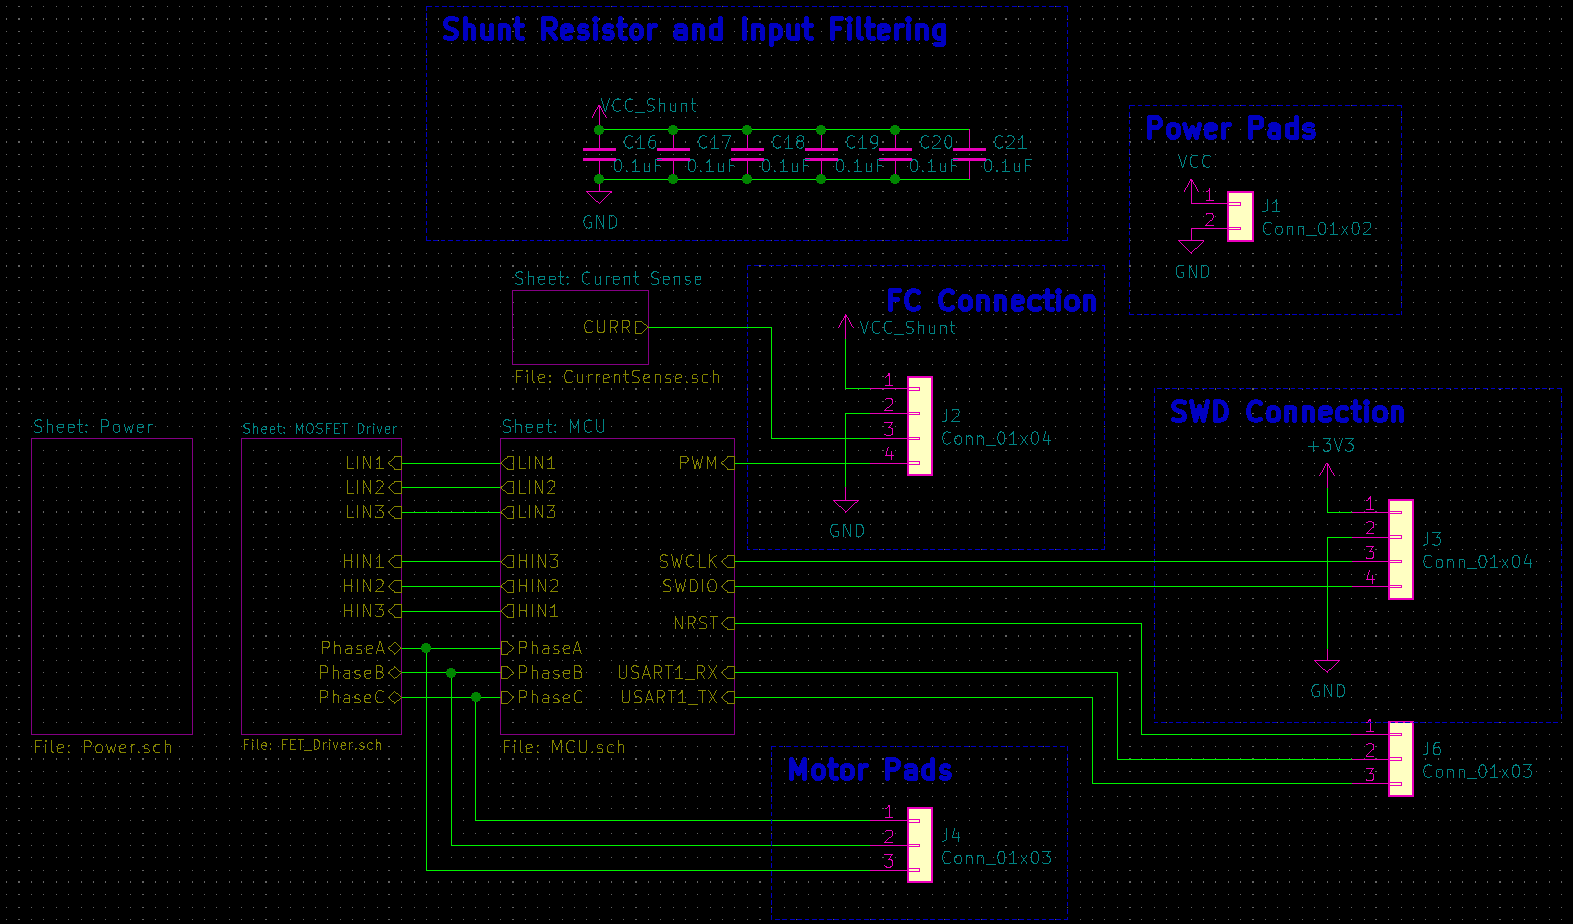 Shunt Resistor and Input Filtering
VCC_Shunt
C16 C17 C18 C19 C20 C21
0.1uF 0.1uF 0.1uF 0.1uF 0.1uF 0.1uF
GND
Power Pads
VCC
1
2
J1
Conn_01x02
GND
Sheet: Curent Sense
CURR
File: CurrentSense.sch
FC Connection
VCC_Shunt
1
2
3
4
J2
Conn_01x04
GND
SWD Connection
+3V3
1
2
3
4
J3
Conn_01x04
GND
Sheet: Power
File: Power.sch
Sheet: MOSFET Driver
LIN1
LIN2
LIN3
HIN1
HIN2
HIN3
PhaseA
PhaseB
PhaseC
File: FET_Driver.sch
Sheet: MCU
LIN1
LIN2
LIN3
HIN3
HIN2
HIN1
PhaseA
PhaseB
PhaseC
PWM
SWCLK
SWDIO
NRST
USART1_RX
USART1_TX
File: MCU.sch
1
2
3
J6
Conn_01x03
Motor Pads
1
2
3
J4
Conn_01x03